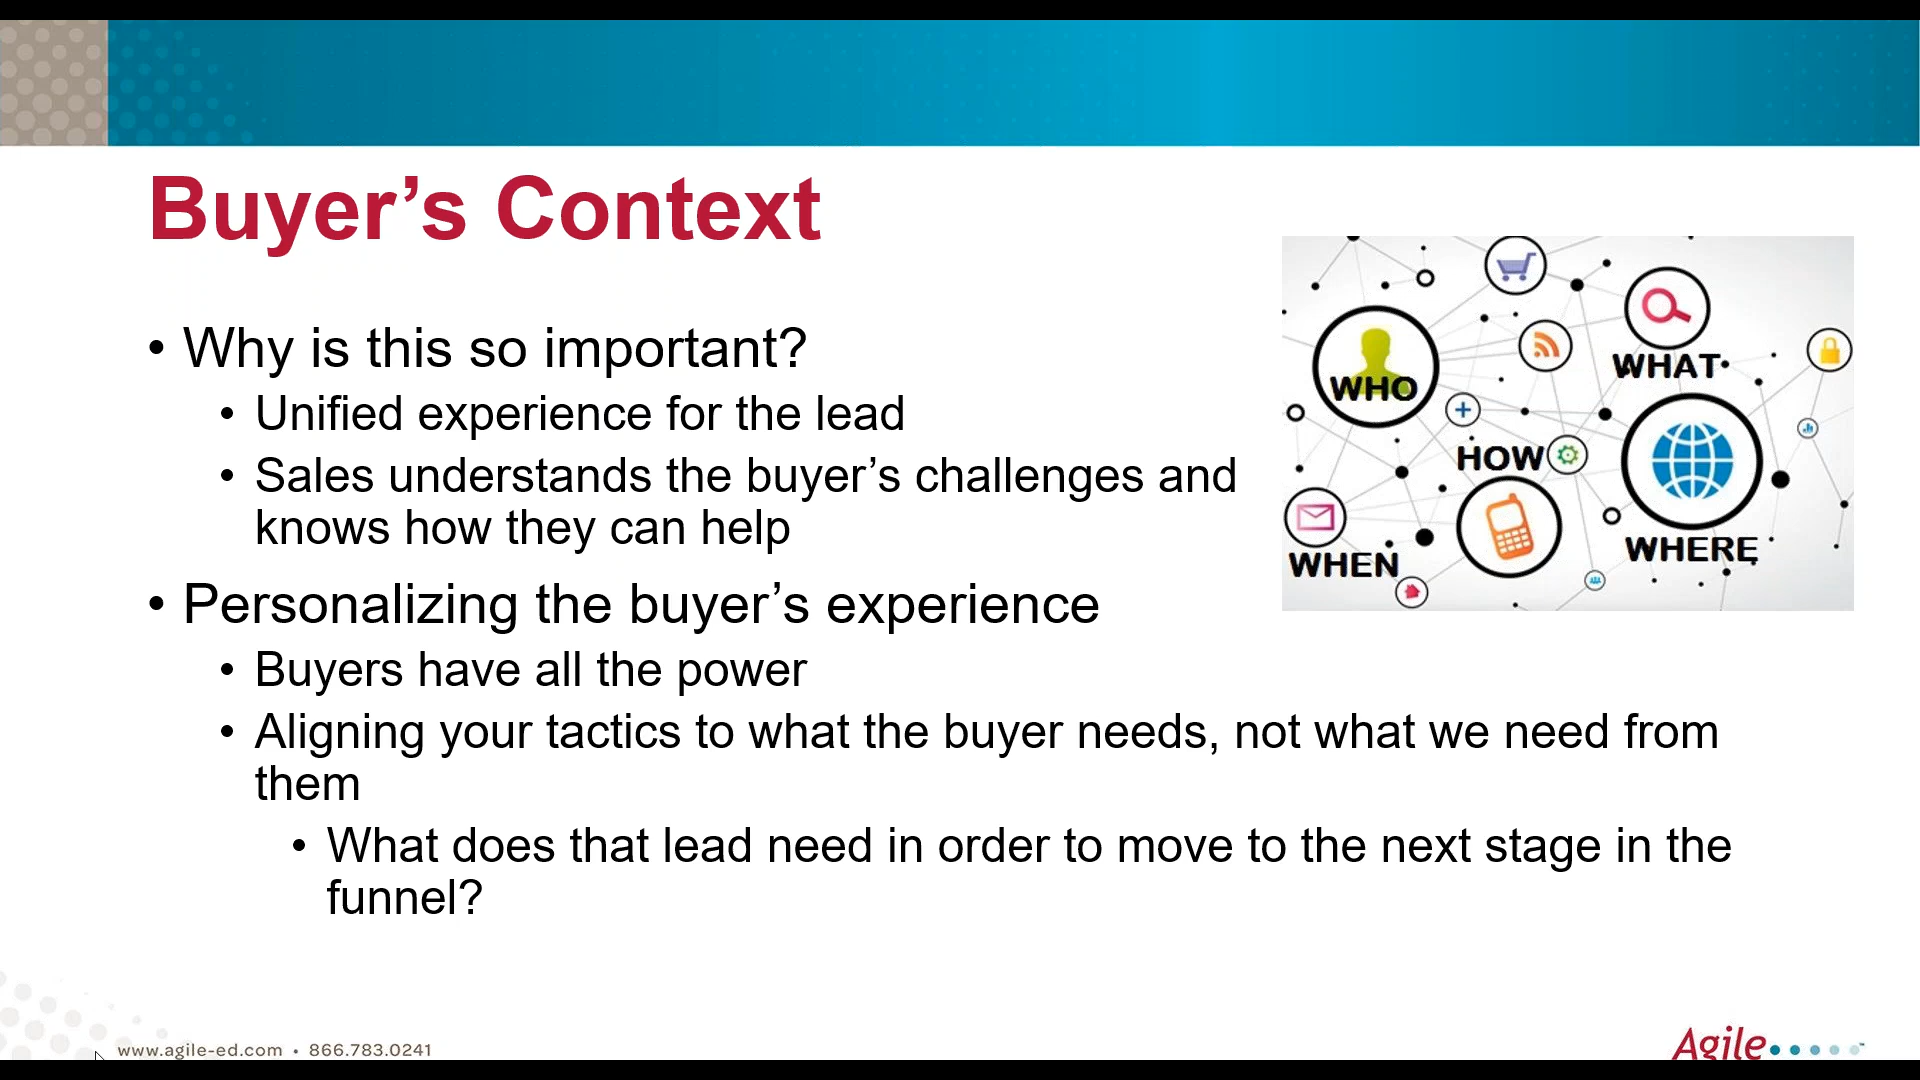 Buyer’s Context
• Why is this so important?
• Unified experience for the lead
• Sales understands the buyer’s challenges and
knows how they can help
• Personalizing the buyer’s experience
• Buyers have all the power
• Aligning your tactics to what the buyer needs, not what we need from
them
• What does that lead need in order to move to the next stage in the
funnel?
WHO
WHAT
HOW
WHEN
WHERE
www.agile-ed.com • 866.783.0241
Agile